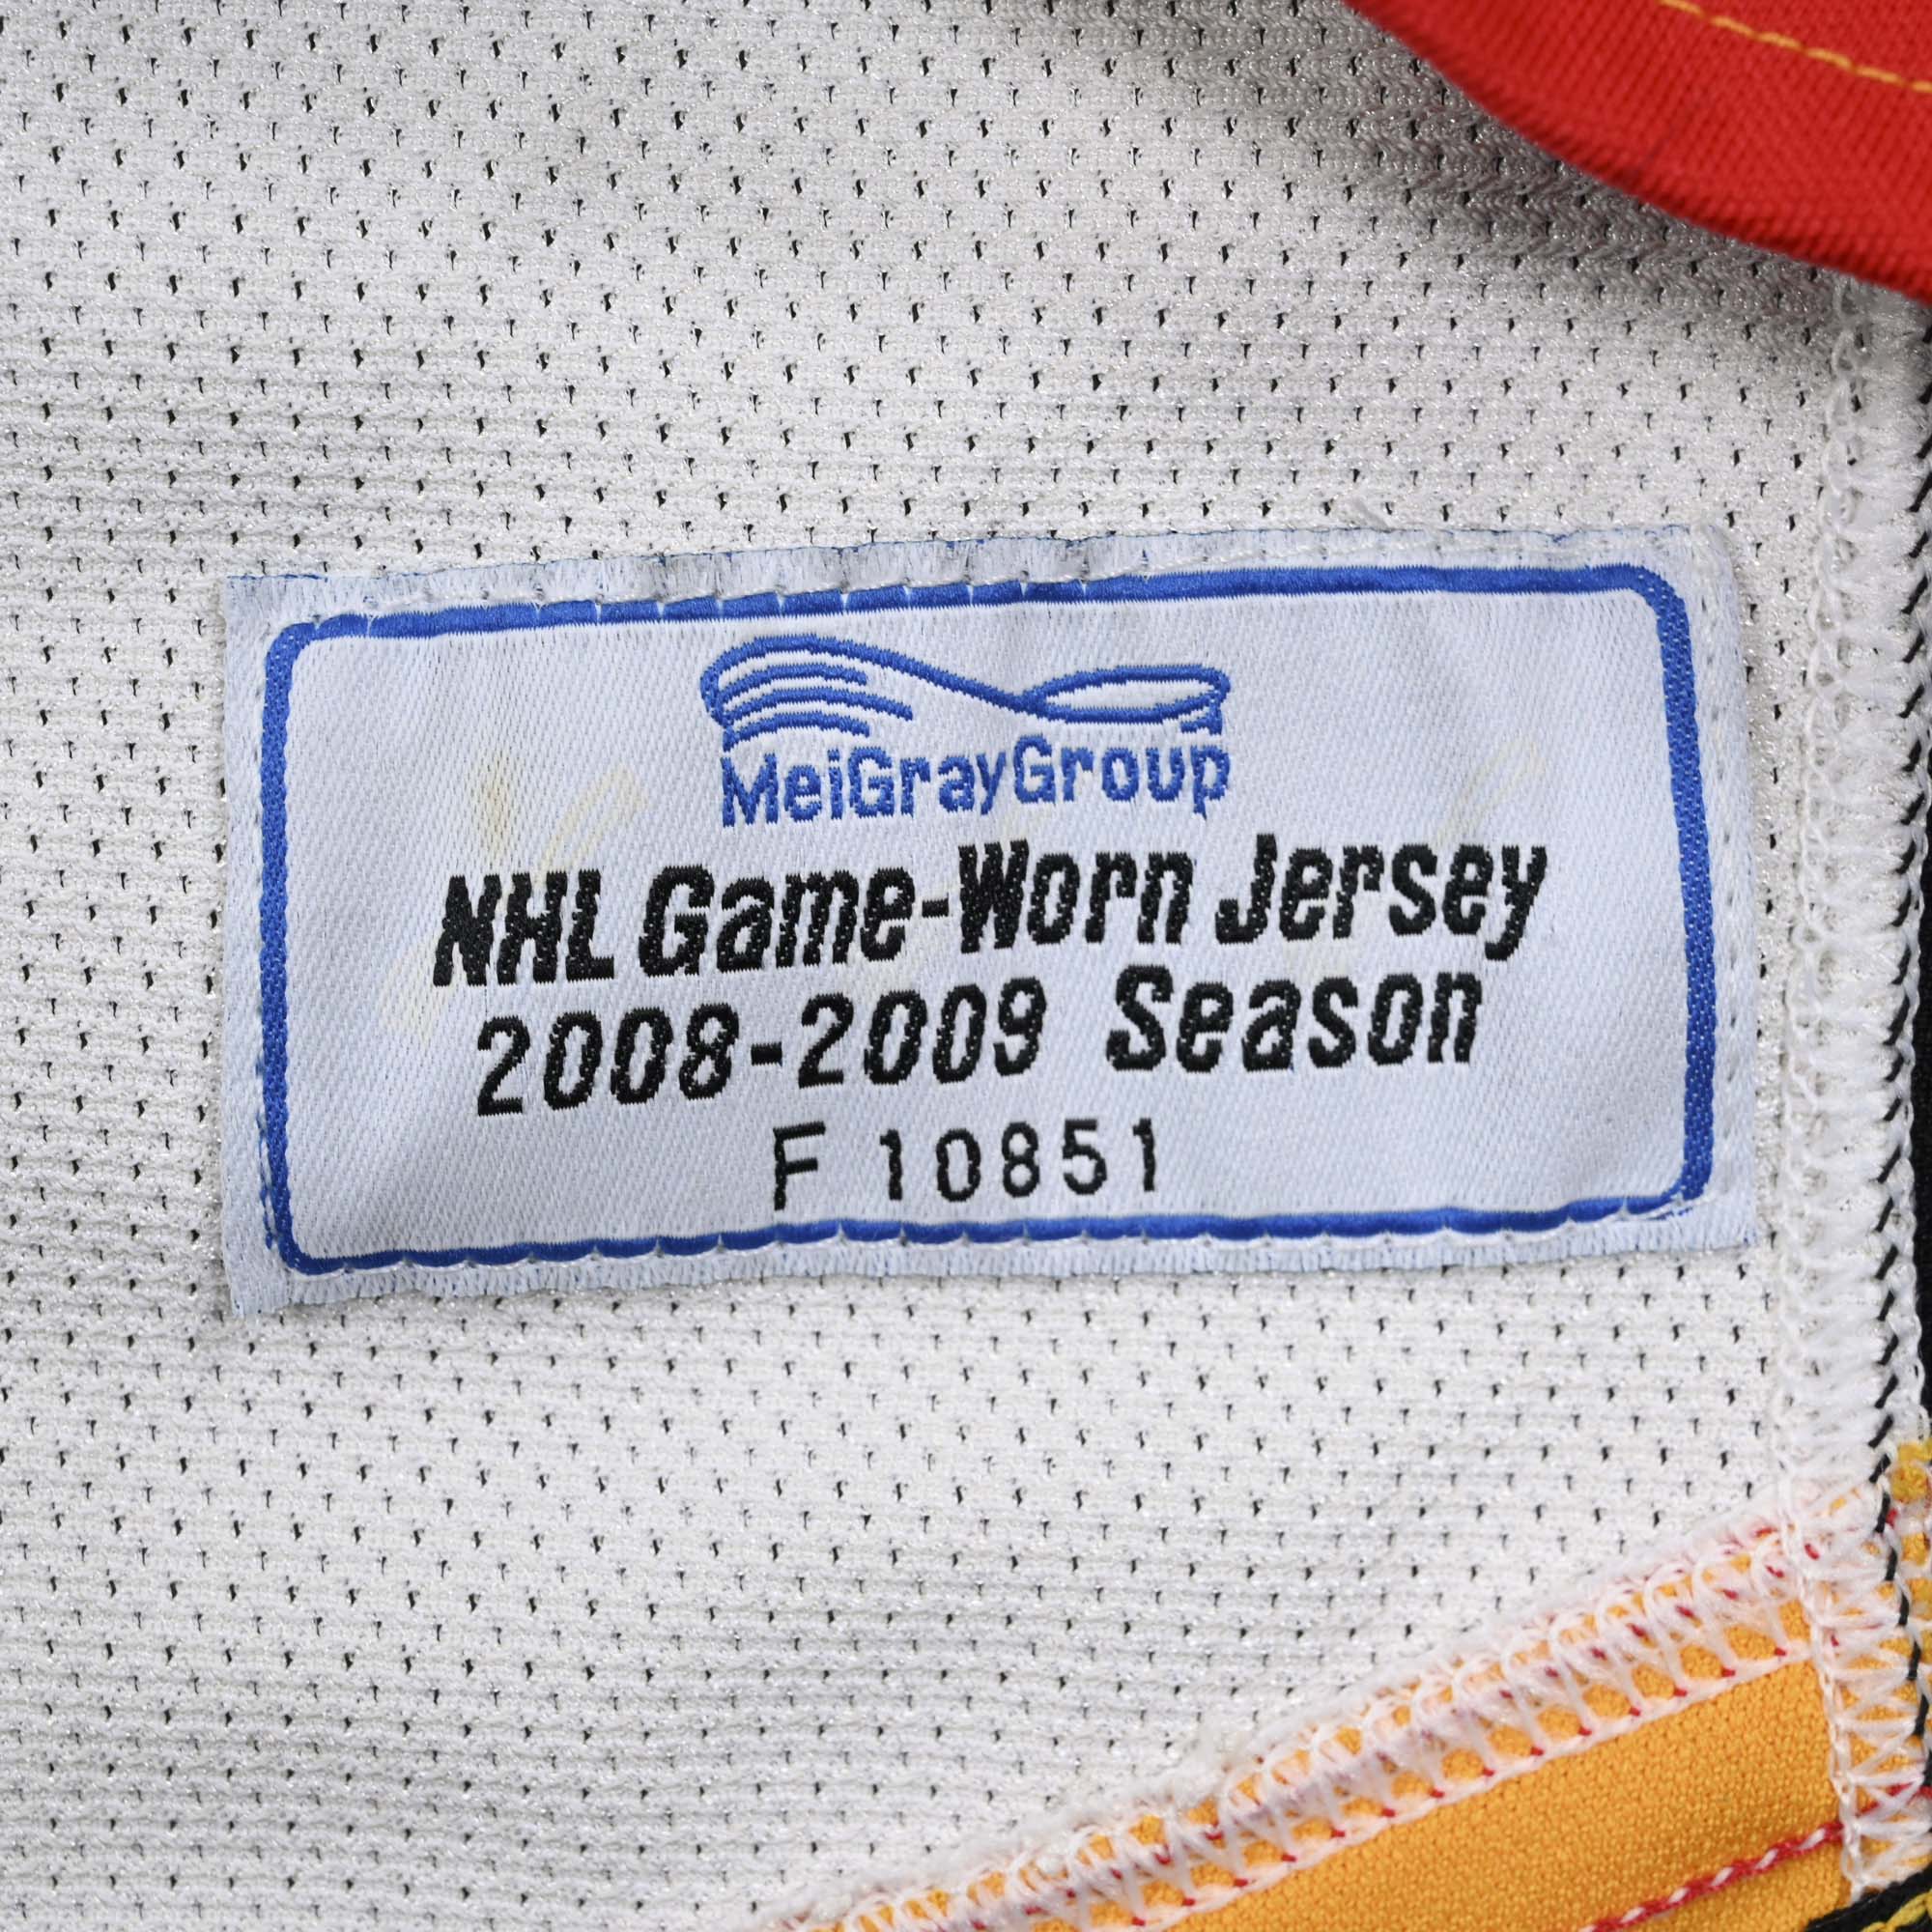 MeiGrayGroup
NHL Game-Worn Jersey
2008-2009 Season
F 10851